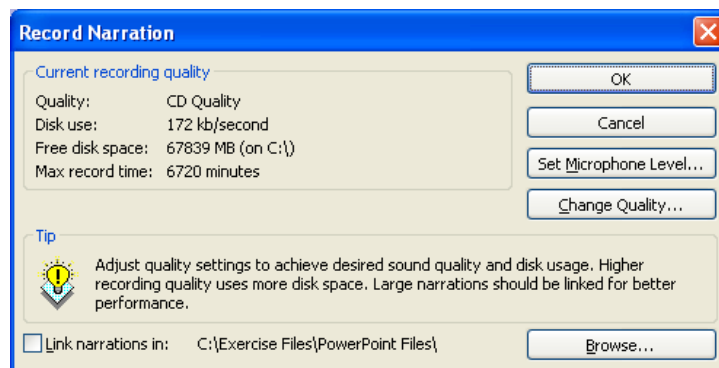 Record Narration
Current recording quality
Quality: CD Quality
Disk use: 172 kb/second
Free disk space: 67839 MB (on C:\)
Max record time: 6720 minutes
OK
Cancel
Set Microphone Level...
Change Quality...
Tip
Adjust quality settings to achieve desired sound quality and disk usage. Higher
recording quality uses more disk space. Large narrations should be linked for better
performance.
Link narrations in: C:\Exercise Files\PowerPoint Files\
Browse...